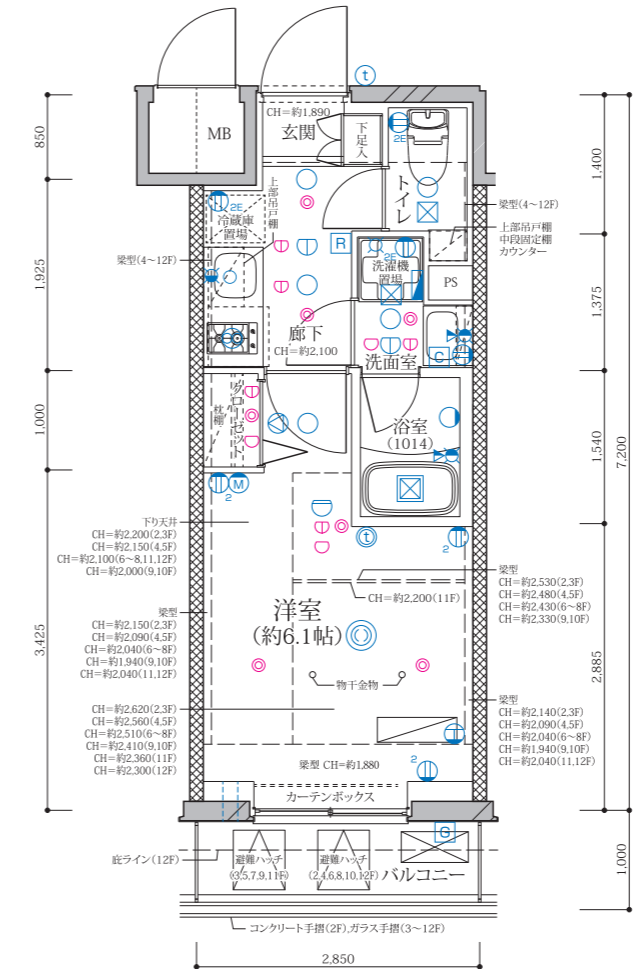 t
850
1,925
1,000
3,425
MB
CH=約1,890
玄関
下足入
2E
トイレ
1,400
1,375
1,540
7,200
2,885
1,000
上部吊戸棚
2E
冷蔵庫
置場
梁型(4～12F)
梁型(4～12F)
上部吊戸棚
中段固定棚
カウンター
R
2E
洗濯機
置場
PS
廊下
CH=約2,100
洗面室
C
クローゼット
枕棚
浴室
(1014)
2
M
t
2
下り天井
CH=約2,200(2,3F)
CH=約2,150(4,5F)
CH=約2,100(6～8,11,12F)
CH=約2,000(9,10F)
梁型
CH=約2,150(2,3F)
CH=約2,090(4,5F)
CH=約2,040(6～8F)
CH=約1,940(9,10F)
CH=約2,040(11,12F)
CH=約2,620(2,3F)
CH=約2,560(4,5F)
CH=約2,510(6～8F)
CH=約2,410(9,10F)
CH=約2,360(11F)
CH=約2,300(12F)
CH=約2,200(11F)
洋室
(約6.1帖)
物干金物
梁型
CH=約2,530(2,3F)
CH=約2,480(4,5F)
CH=約2,430(6～8F)
CH=約2,330(9,10F)
梁型
CH=約2,140(2,3F)
CH=約2,090(4,5F)
CH=約2,040(6～8F)
CH=約1,940(9,10F)
CH=約2,040(11,12F)
梁型 CH=約1,880
2
カーテンボックス
G
庇ライン(12F)
避難ハッチ
(3,5,7,9,11F)
避難ハッチ
(2,4,6,8,10,12F)
バルコニー
コンクリート手摺(2F),ガラス手摺(3～12F)
2,850